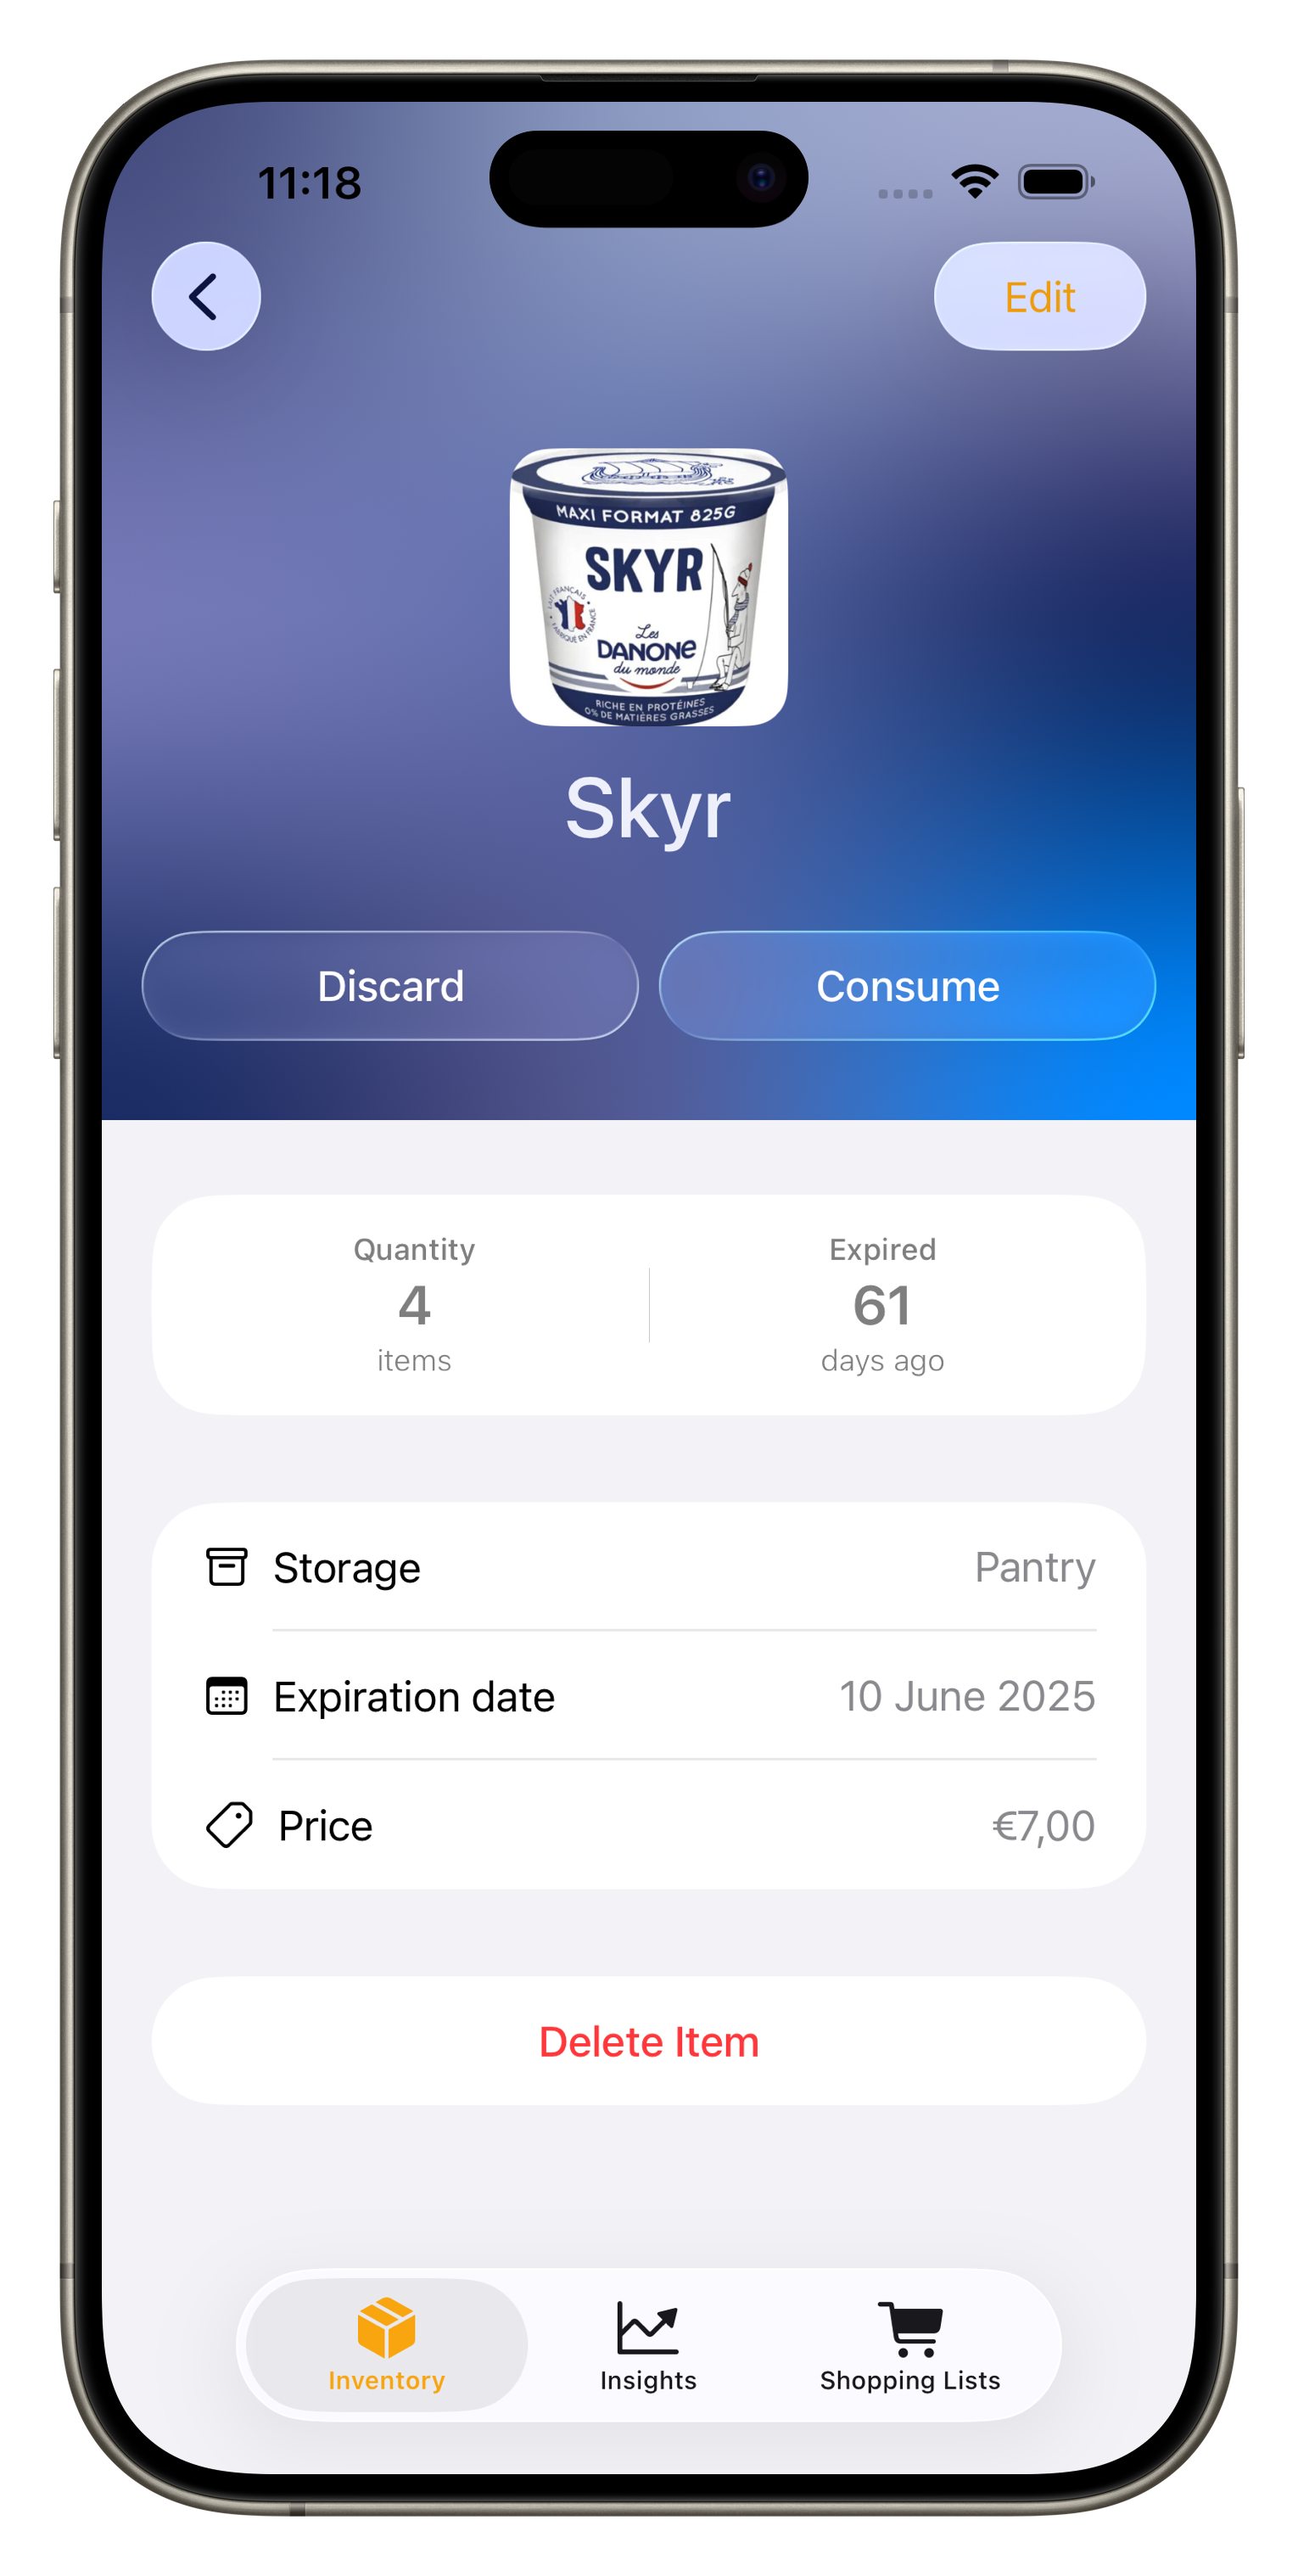 11:18
Edit
MAXI FORMAT 825G
SKYR
LAIT FRANÇAIS
FABRIQUÉ EN FRANCE
Les
DANONE
du monde
RICHE EN PROTÉINES
0% DE MATIÈRES GRASSES
Skyr
Discard
Consume
Quantity
Expired
4
61
items
days ago
Storage
Pantry
Expiration date
10 June 2025
Price
€7,00
Delete Item
Inventory
Insights
Shopping Lists